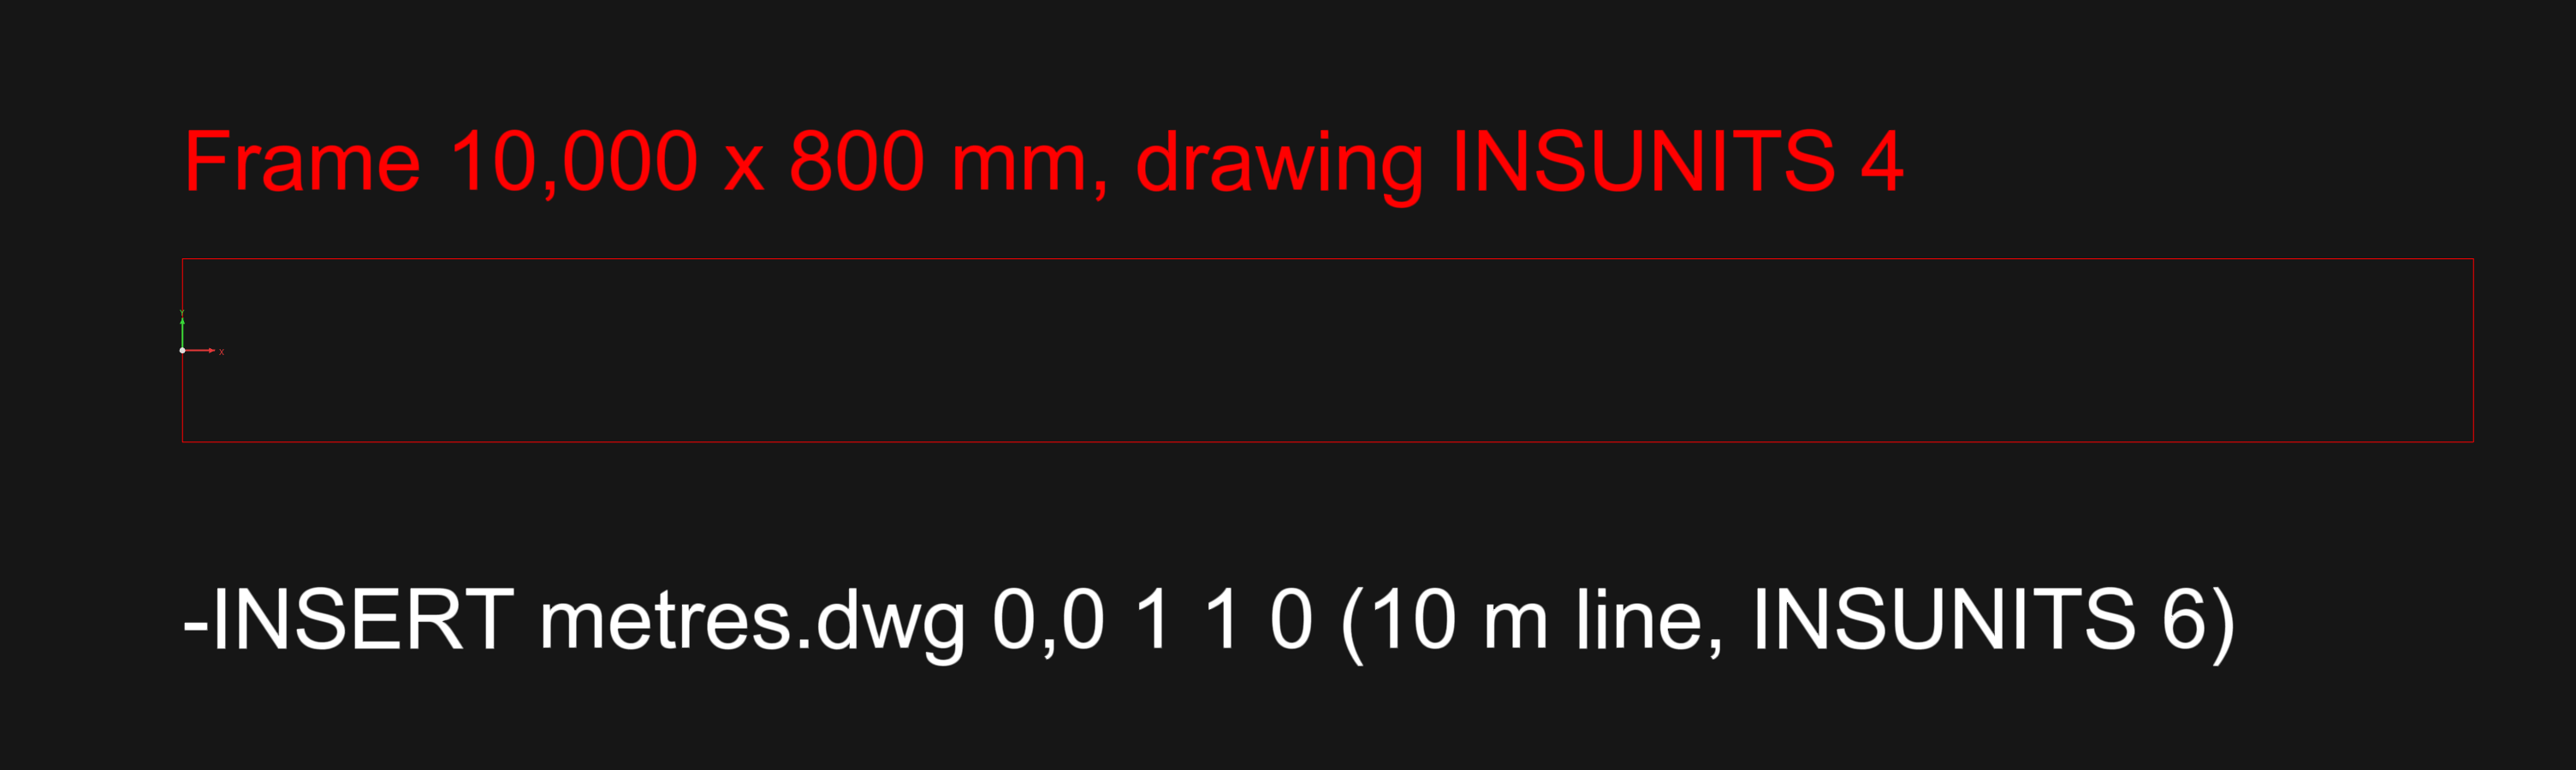 Frame 10,000 x 800 mm, drawing INSUNITS 4
Y
X
-INSERT metres.dwg 0,0 1 1 0 (10 m line, INSUNITS 6)